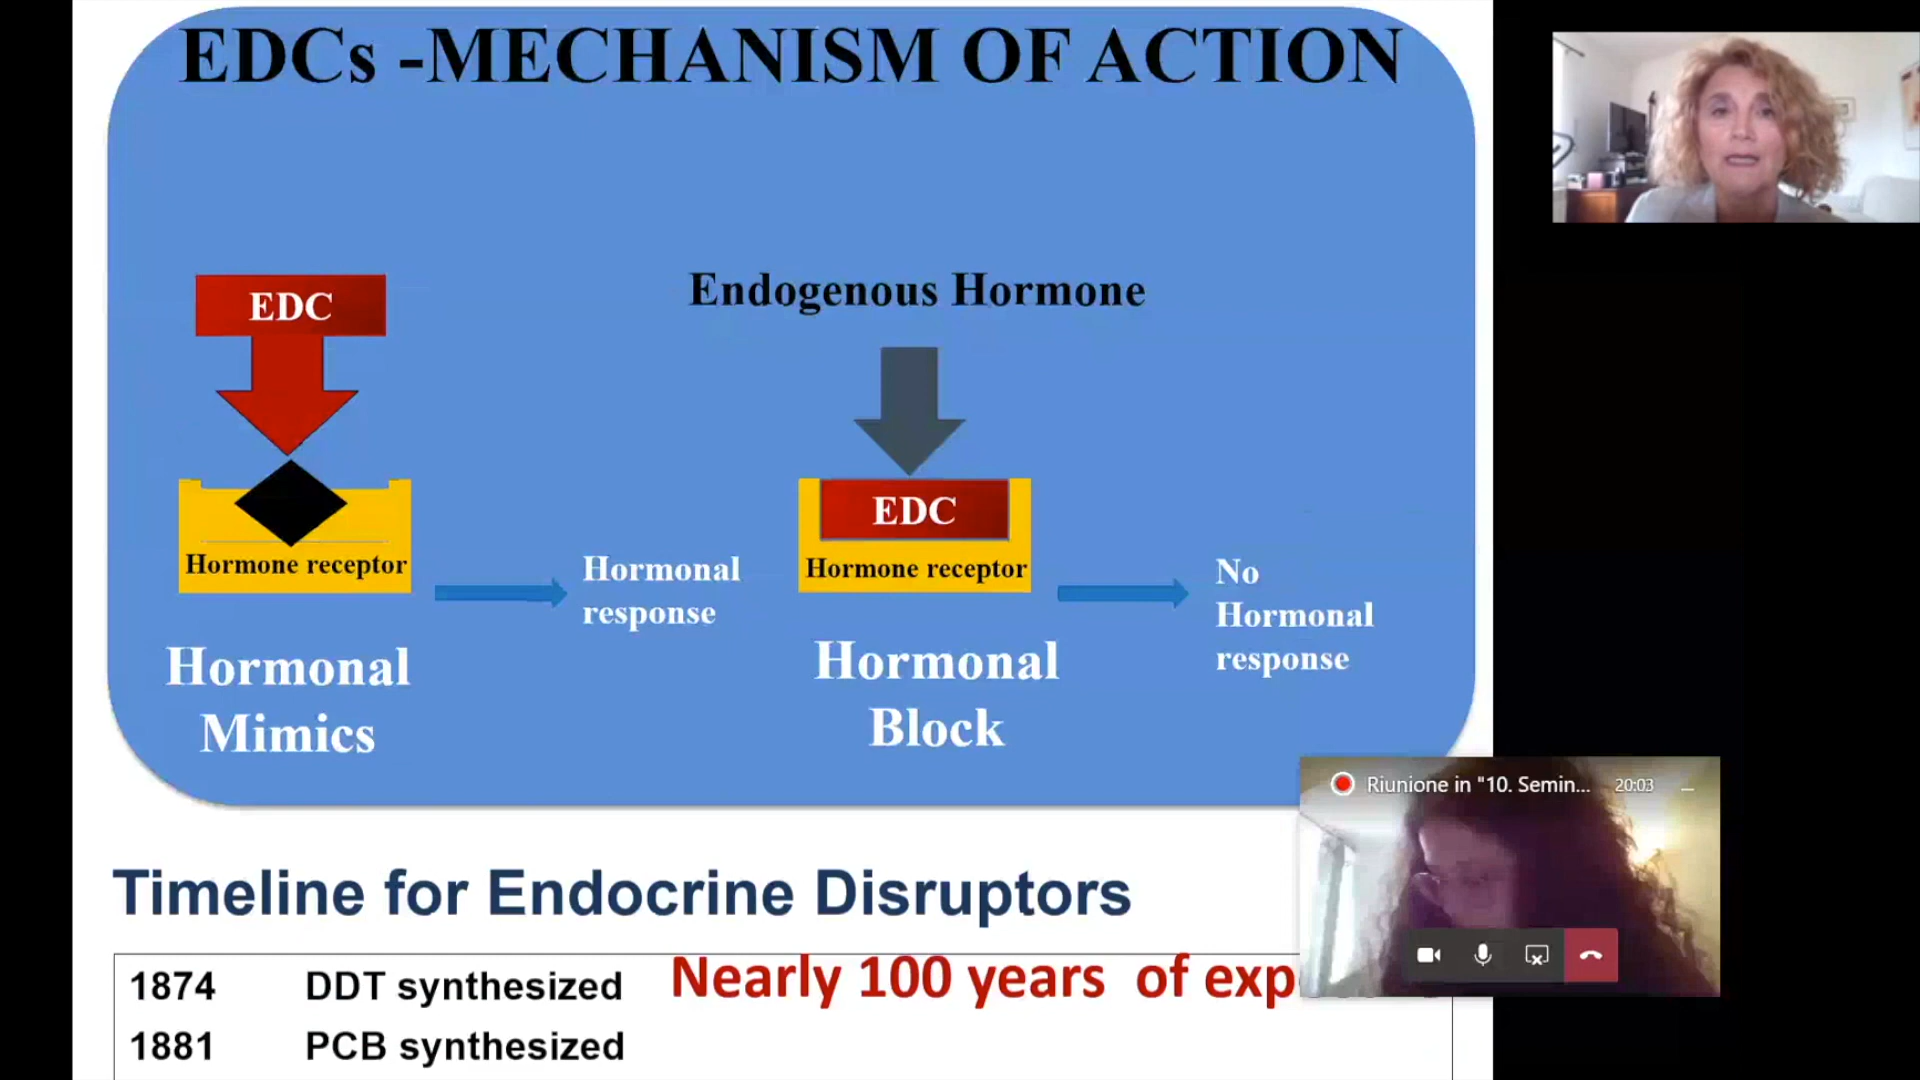 EDCs -MECHANISM OF ACTION
EDC
Hormone receptor
Hormonal
response
Hormonal
Mimics
Endogenous Hormone
EDC
Hormone receptor
No
Hormonal
response
Hormonal
Block
Riunione in "10. Semin... 20:03
Timeline for Endocrine Disruptors
Nearly 100 years of exp
1874 DDT synthesized
1881 PCB synthesized